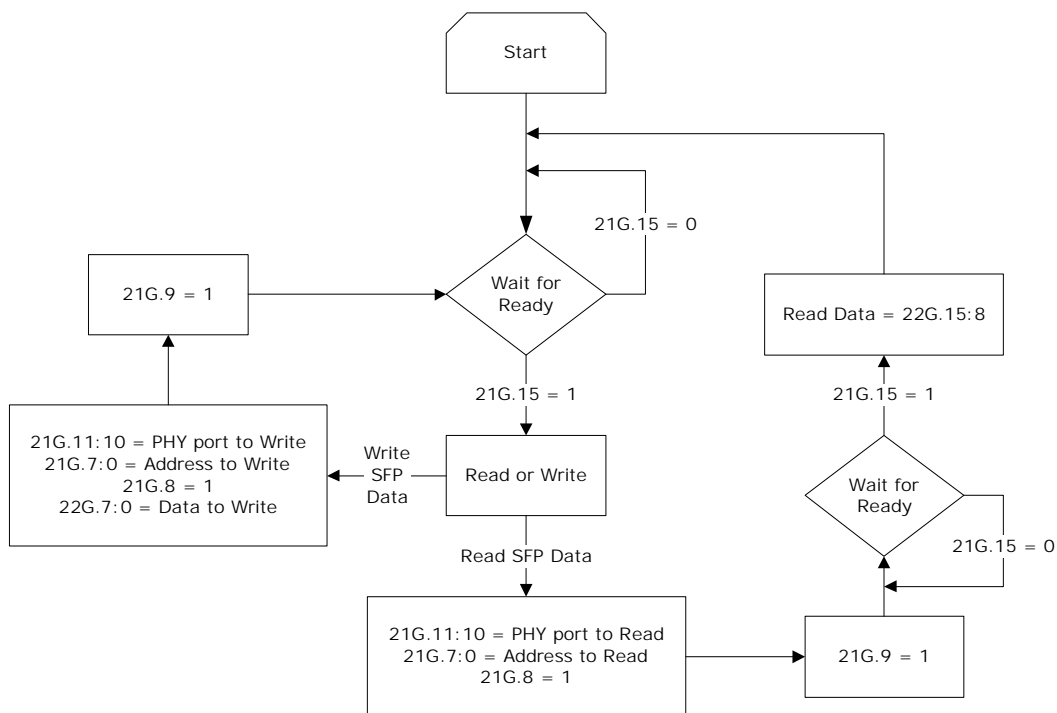 Start
21G.15 = 0
21G.9 = 1
Wait for
Ready
Read Data = 22G.15:8
21G.15 = 1
21G.15 = 1
21G.11:10 = PHY port to Write
21G.7:0 = Address to Write
21G.8 = 1
22G.7:0 = Data to Write
Write
SFP
Data
Read or Write
Wait for
Ready
21G.15 = 0
Read SFP Data
21G.11:10 = PHY port to Read
21G.7:0 = Address to Read
21G.8 = 1
21G.9 = 1